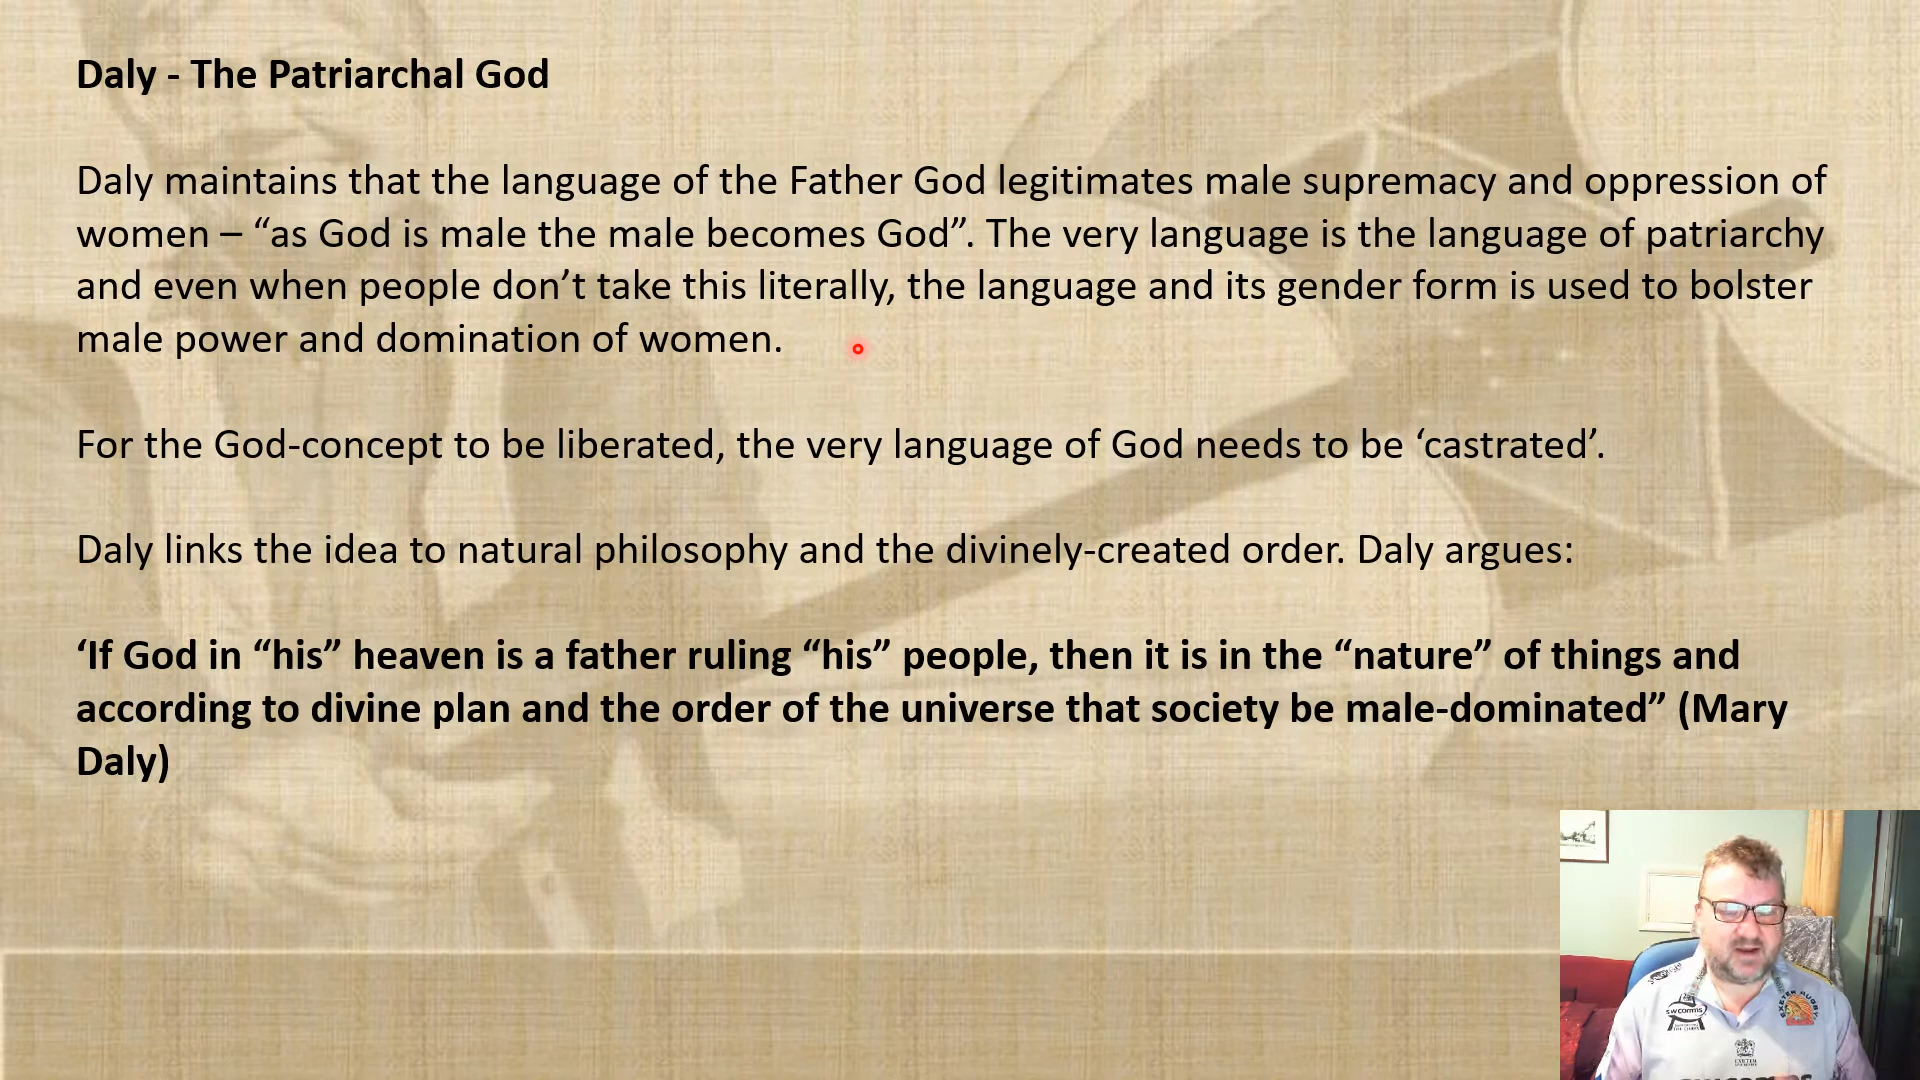 Daly - The Patriarchal God
Daly maintains that the language of the Father God legitimates male supremacy and oppression of
women – “as God is male the male becomes God”. The very language is the language of patriarchy
and even when people don’t take this literally, the language and its gender form is used to bolster
male power and domination of women.
For the God-concept to be liberated, the very language of God needs to be ‘castrated’.
Daly links the idea to natural philosophy and the divinely-created order. Daly argues:
‘If God in “his” heaven is a father ruling “his” people, then it is in the “nature” of things and
according to divine plan and the order of the universe that society be male-dominated” (Mary
Daly)
swcomms
EXETER RUGBY
EXETER